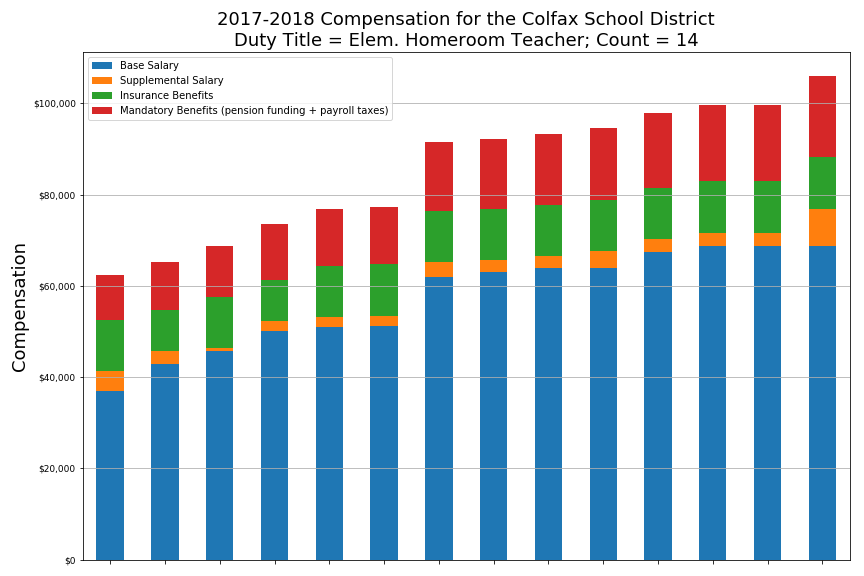 2017-2018 Compensation for the Colfax School District
Duty Title = Elem. Homeroom Teacher; Count = 14
Base Salary
Supplemental Salary
Insurance Benefits
Mandatory Benefits (pension funding + payroll taxes)
$100,000
$80,000
$60,000
$40,000
$20,000
$0
Compensation